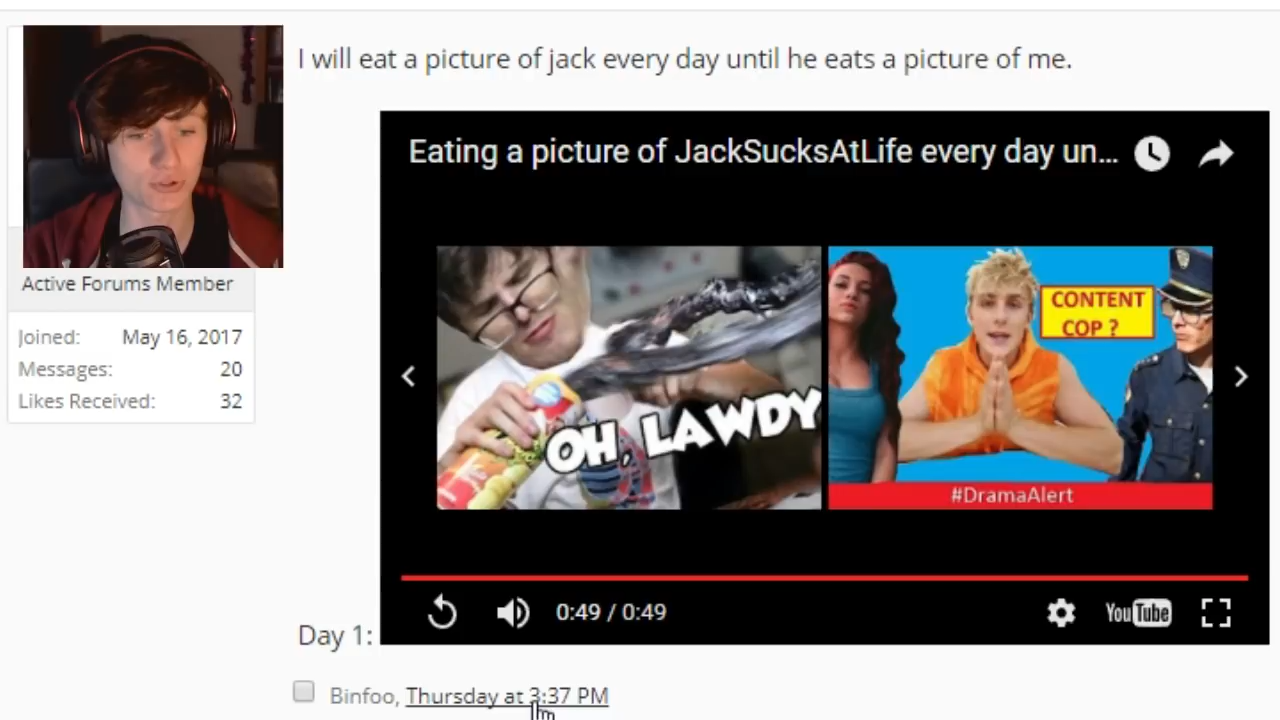 I will eat a picture of jack every day until he eats a picture of me.
Eating a picture of JackSucksAtLife every day un...
Active Forums Member
Joined: May 16, 2017
Messages: 20
Likes Received: 32
OH, LAWDY
CONTENT
COP ?
#DramaAlert
0:49 / 0:49
YouTube
Day 1:
Binfoo, Thursday at 3:37 PM